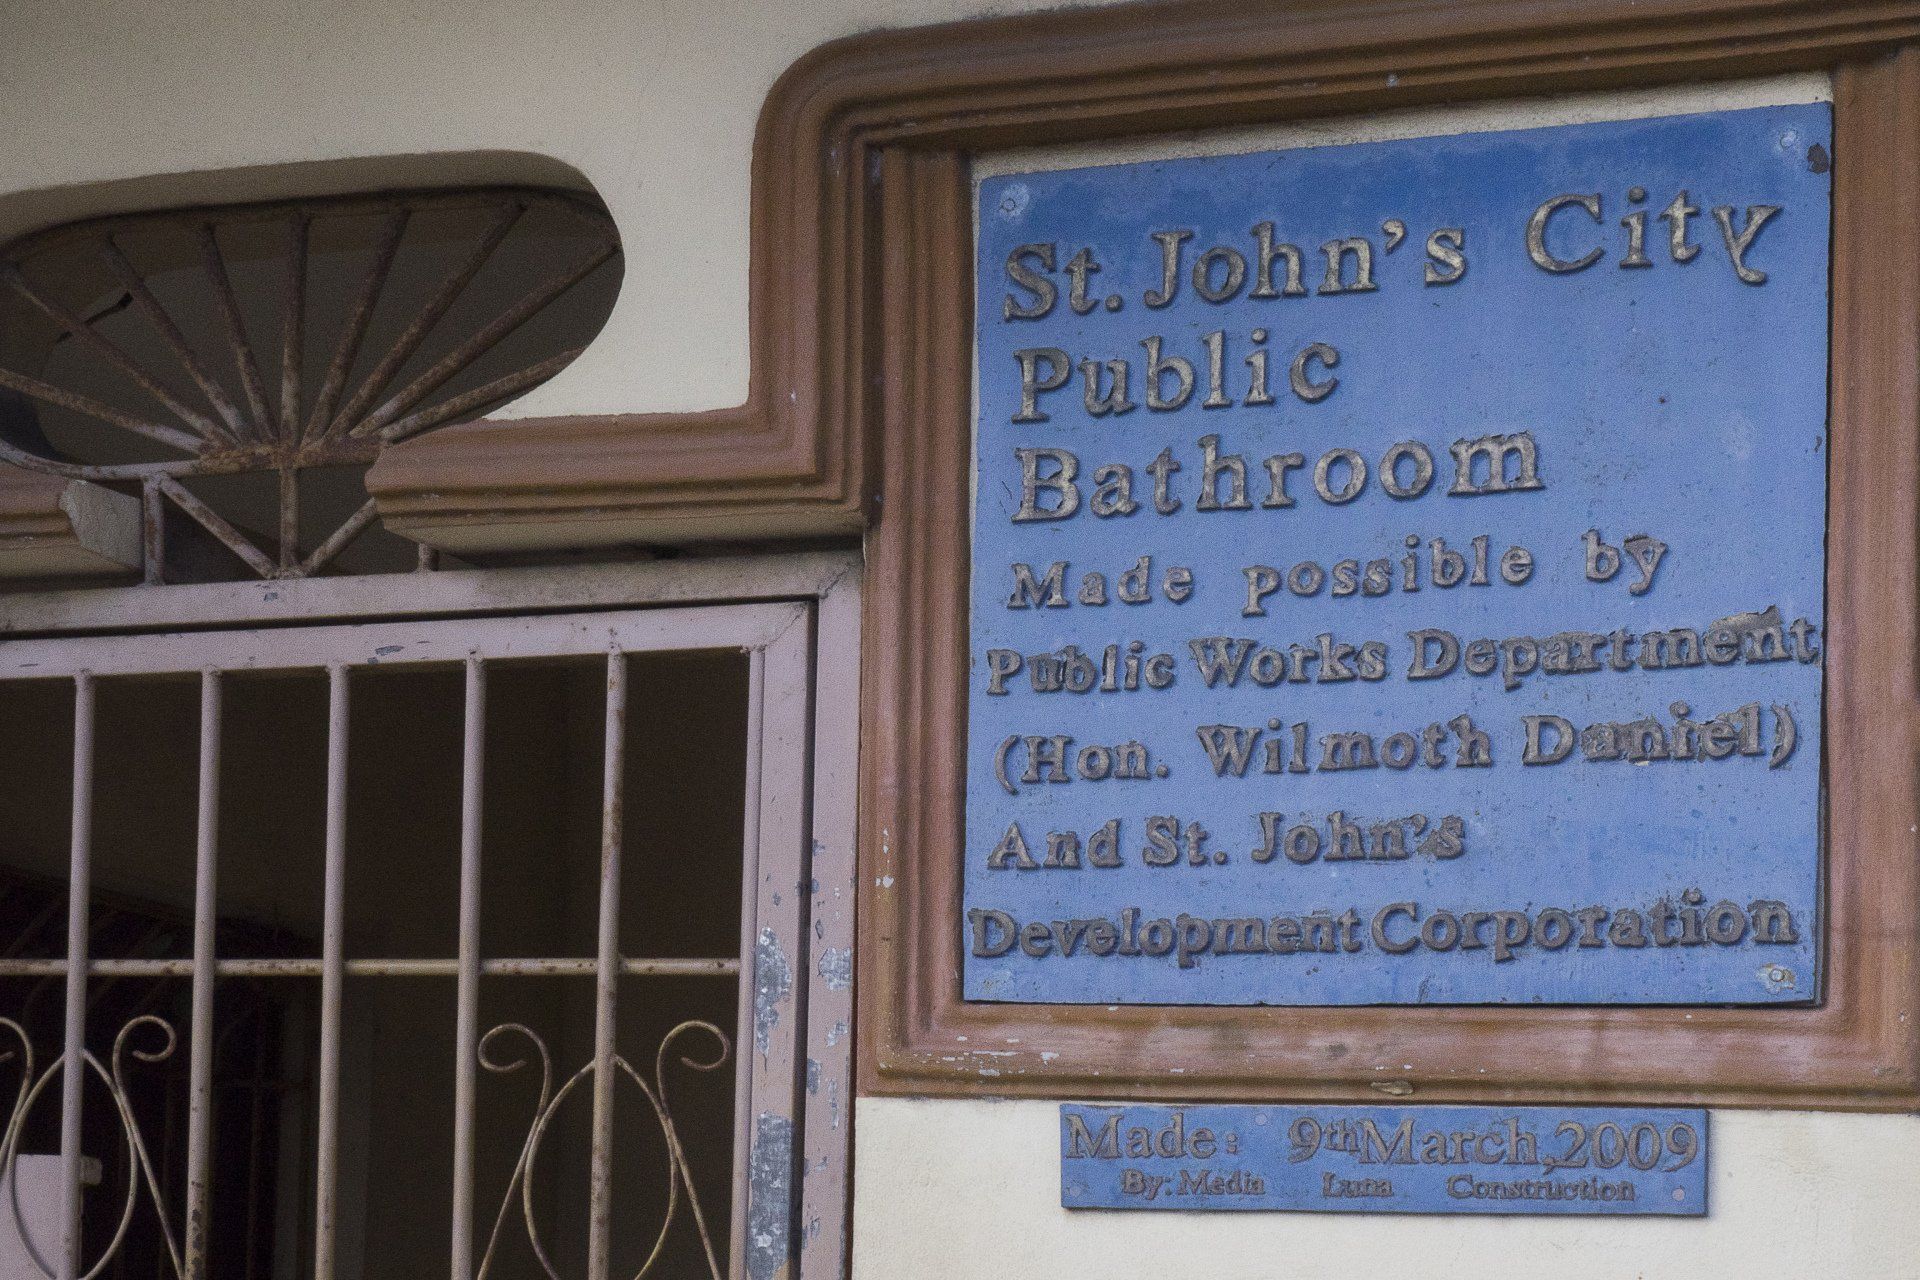 St. John's City
Public
Bathroom
Made possible by
Public Works Department
(Hon. Wilmoth Daniel)
And St. John's
Development Corporation
Made: 9th March, 2009
By: Media Luna Construction